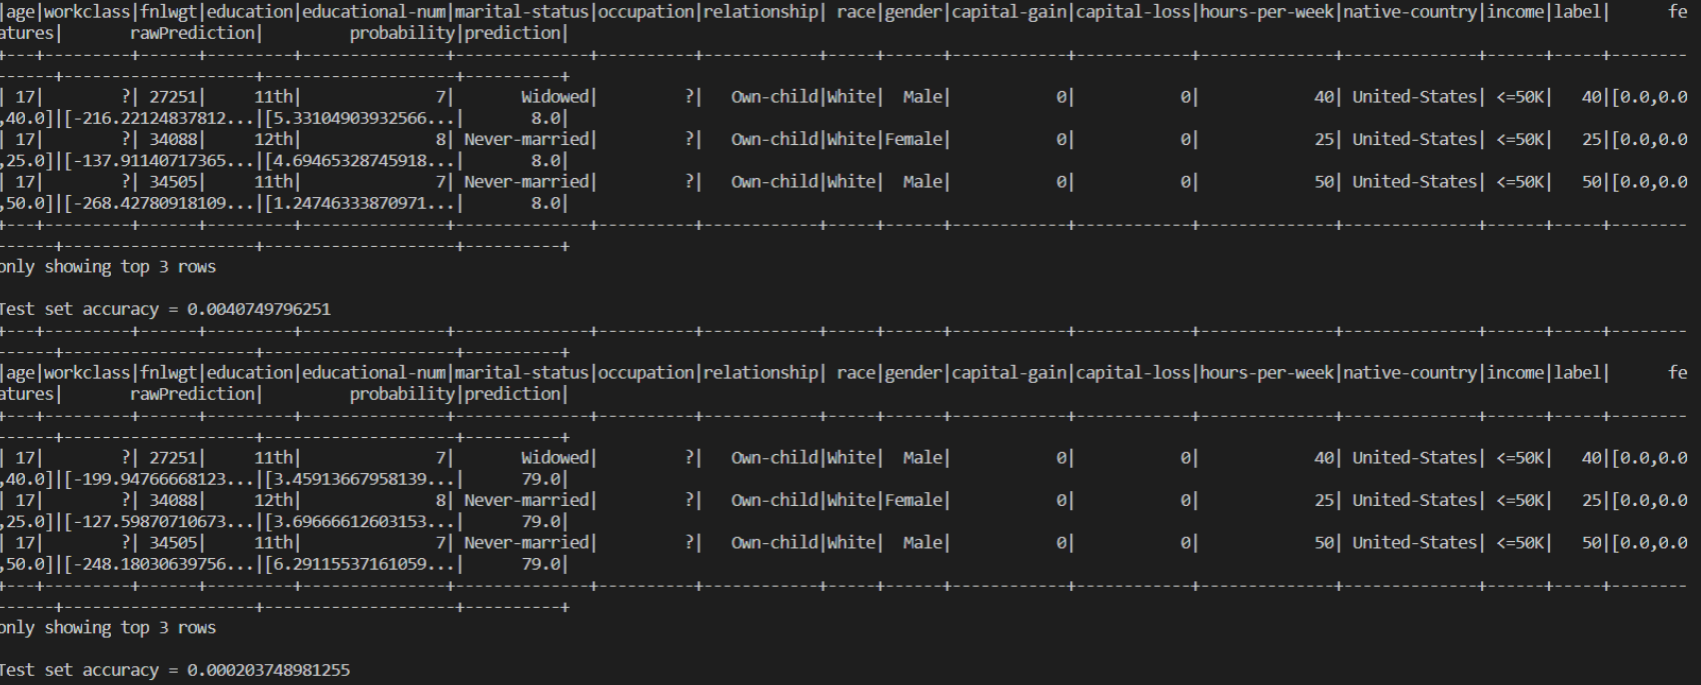 |age|workclass|fnlwgt|education|educational-num|marital-status|occupation|relationship| race|gender|capital-gain|capital-loss|hours-per-week|native-country|income|label|      fe
atures|       rawPrediction|         probability|prediction|
+---+---------+------+---------+---------------+--------------+----------+------------+-----+------+------------+------------+--------------+--------------+------+-----+--------
------+--------------------+--------------------+----------+
| 17|        ?| 27251|     11th|              7|       Widowed|         ?|   Own-child|White|  Male|           0|           0|            40| United-States| <=50K|   40|[0.0,0.0
,40.0]|[-216.22124837812...|[5.33104903932566...|       8.0|
| 17|        ?| 34088|     12th|              8| Never-married|         ?|   Own-child|White|Female|           0|           0|            25| United-States| <=50K|   25|[0.0,0.0
,25.0]|[-137.91140717365...|[4.69465328745918...|       8.0|
| 17|        ?| 34505|     11th|              7| Never-married|         ?|   Own-child|White|  Male|           0|           0|            50| United-States| <=50K|   50|[0.0,0.0
,50.0]|[-268.42780918109...|[1.24746333870971...|       8.0|
+---+---------+------+---------+---------------+--------------+----------+------------+-----+------+------------+------------+--------------+--------------+------+-----+--------
------+--------------------+--------------------+----------+
only showing top 3 rows
Test set accuracy = 0.0040749796251
+---+---------+------+---------+---------------+--------------+----------+------------+-----+------+------------+------------+--------------+--------------+------+-----+--------
------+--------------------+--------------------+----------+
|age|workclass|fnlwgt|education|educational-num|marital-status|occupation|relationship| race|gender|capital-gain|capital-loss|hours-per-week|native-country|income|label|      fe
atures|       rawPrediction|         probability|prediction|
+---+---------+------+---------+---------------+--------------+----------+------------+-----+------+------------+------------+--------------+--------------+------+-----+--------
------+--------------------+--------------------+----------+
| 17|        ?| 27251|     11th|              7|       Widowed|         ?|   Own-child|White|  Male|           0|           0|            40| United-States| <=50K|   40|[0.0,0.0
,40.0]|[-199.94766668123...|[3.45913667958139...|      79.0|
| 17|        ?| 34088|     12th|              8| Never-married|         ?|   Own-child|White|Female|           0|           0|            25| United-States| <=50K|   25|[0.0,0.0
,25.0]|[-127.59870710673...|[3.69666612603153...|      79.0|
| 17|        ?| 34505|     11th|              7| Never-married|         ?|   Own-child|White|  Male|           0|           0|            50| United-States| <=50K|   50|[0.0,0.0
,50.0]|[-248.18030639756...|[6.29115537161059...|      79.0|
+---+---------+------+---------+---------------+--------------+----------+------------+-----+------+------------+------------+--------------+--------------+------+-----+--------
------+--------------------+--------------------+----------+
only showing top 3 rows
Test set accuracy = 0.000203748981255